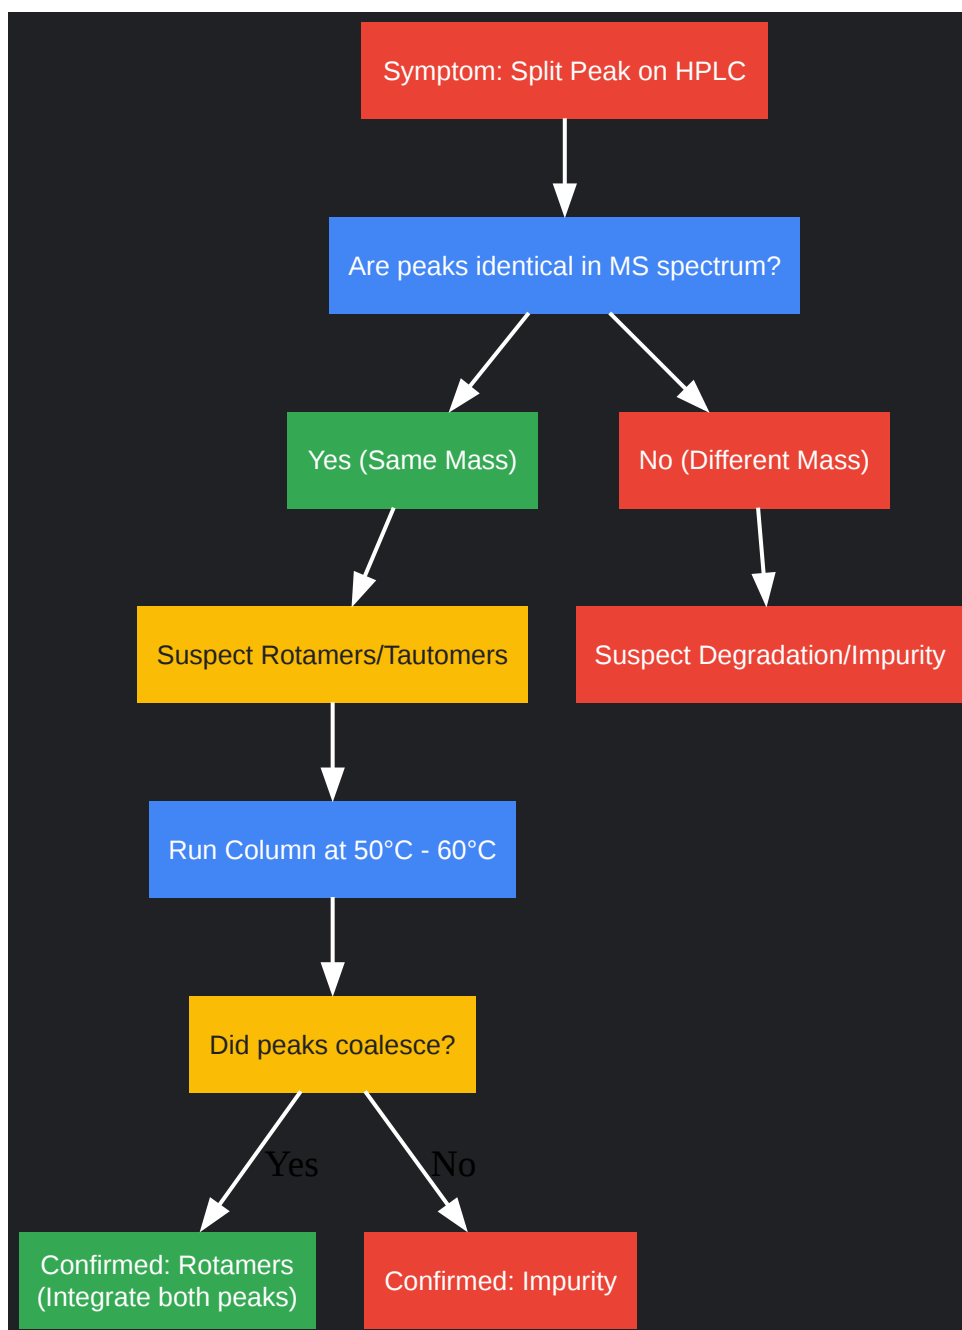 Symptom: Split Peak on HPLC
Are peaks identical in MS spectrum?
Yes (Same Mass)
No (Different Mass)
Suspect Rotamers/Tautomers
Suspect Degradation/Impurity
Run Column at 50°C - 60°C
Did peaks coalesce?
Yes
No
Confirmed: Rotamers
(Integrate both peaks)
Confirmed: Impurity